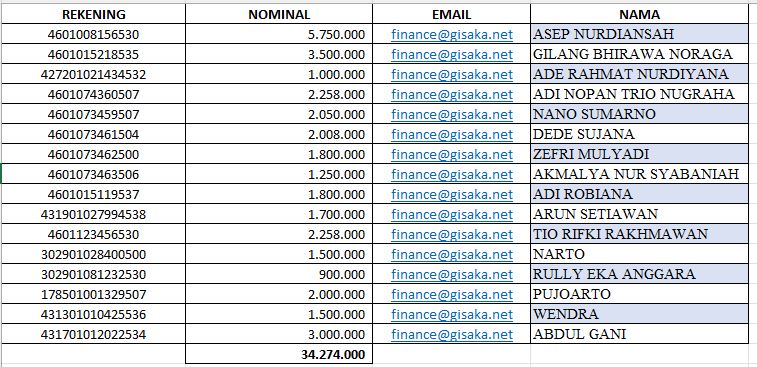 REKENING NOMINAL EMAIL NAMA
4601008156530 5.750.000 finance@gisaka.net ASEP NURDIANSAH
4601015218535 3.500.000 finance@gisaka.net GILANG BHIRAWA NORAGA
427201021434532 1.000.000 finance@gisaka.net ADE RAHMAT NURDIYANA
4601074360507 2.258.000 finance@gisaka.net ADI NOPAN TRIO NUGRAHA
4601073459507 2.050.000 finance@gisaka.net NANO SUMARNO
4601073461504 2.008.000 finance@gisaka.net DEDE SUJANA
4601073462500 1.800.000 finance@gisaka.net ZEFRI MULYADI
4601073463506 1.250.000 finance@gisaka.net AKMALYA NUR SYABANIAH
4601015119537 1.800.000 finance@gisaka.net ADI ROBIANA
431901027994538 1.700.000 finance@gisaka.net ARUN SETIAWAN
4601123456530 2.258.000 finance@gisaka.net TIO RIFKI RAKHMAWAN
302901028400500 1.500.000 finance@gisaka.net NARTO
302901081232530 900.000 finance@gisaka.net RULLY EKA ANGGARA
178501001329507 2.000.000 finance@gisaka.net PUJOARTO
431301010425536 1.500.000 finance@gisaka.net WENDRA
431701012022534 3.000.000 finance@gisaka.net ABDUL GANI
34.274.000